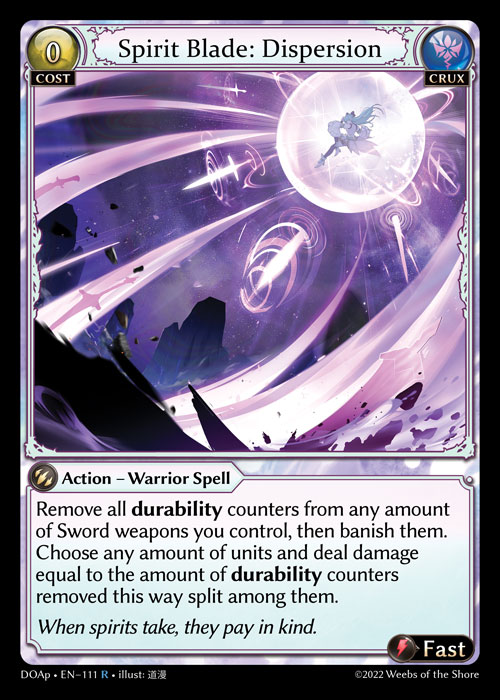 0
COST
Spirit Blade: Dispersion
CRUX
Action – Warrior Spell
Remove all durability counters from any amount
of Sword weapons you control, then banish them.
Choose any amount of units and deal damage
equal to the amount of durability counters
removed this way split among them.
When spirits take, they pay in kind.
Fast
DOAp • EN-111 R • illust: 道漫
©2022 Weebs of the Shore